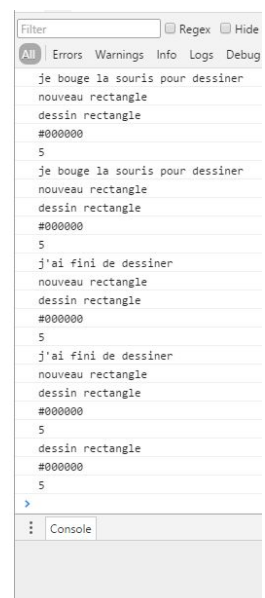 Filter Regex Hide
All Errors Warnings Info Logs Debug
je bouge la souris pour dessiner
nouveau rectangle
dessin rectangle
#000000
5
je bouge la souris pour dessiner
nouveau rectangle
dessin rectangle
#000000
5
j'ai fini de dessiner
nouveau rectangle
dessin rectangle
#000000
5
j'ai fini de dessiner
nouveau rectangle
dessin rectangle
#000000
5
dessin rectangle
#000000
5
>
Console